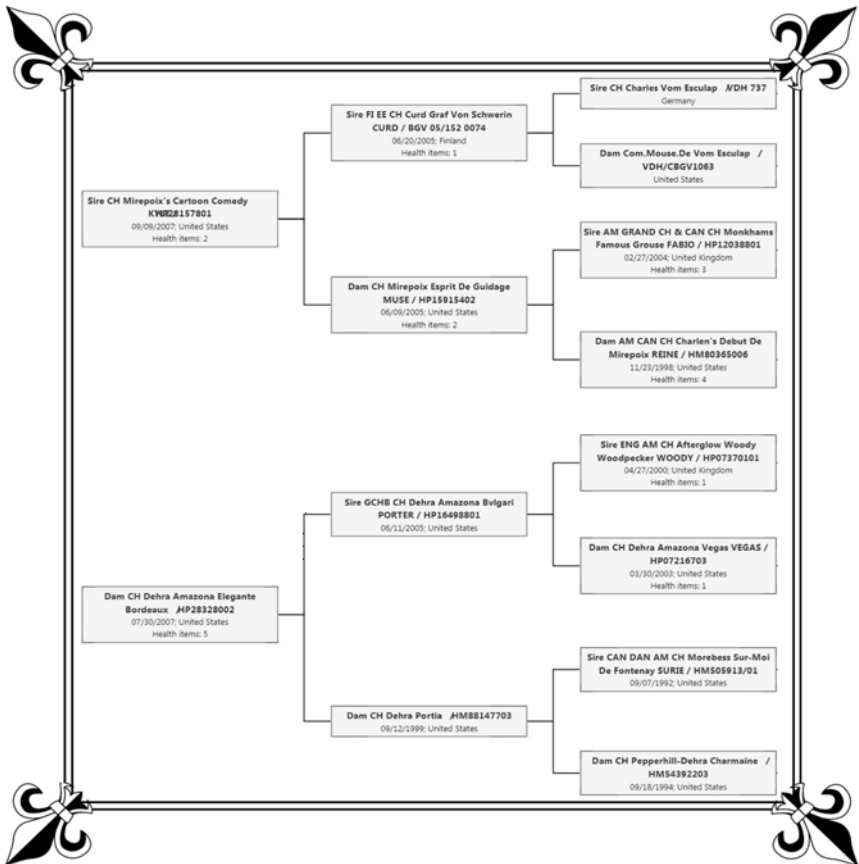 Sire CH Mirepoix's Cartoon Comedy
09/09/2007; United States
Health items: 2
Sire FI EE CH Curd Graf Von Schwerin
CURD / BGV 05/152 0074
06/20/2005; Finland
Health items: 1
Sire CH Charles Vom Esculap /VDH 737
Germany
Dam Com.Mouse.De Vom Esculap /
VDH/CBGV1063
United States
Dam CH Mirepoix Esprit De Guidage
MUSE / HP15915402
06/09/2005; United States
Health items: 2
Sire AM GRAND CH & CAN CH Monkhams
Famous Grouse FABIO / HP12038801
02/27/2004; United Kingdom
Health items: 3
Dam AM CAN CH Charlen's Debut De
Mirepoix REINE / HM80365006
11/23/1998; United States
Health items: 4
Dam CH Dehra Amazona Elegante
Bordeaux /HP28328002
07/30/2007; United States
Health items: 5
Sire GCHB CH Dehra Amazona Bvlgari
PORTER / HP16498801
06/11/2005; United States
Sire ENG AM CH Afterglow Woody
Woodpecker WOODY / HP07370101
04/27/2000; United Kingdom
Health items: 1
Dam CH Dehra Amazona Vegas VEGAS /
HP07216703
03/30/2003; United States
Health items: 1
Dam CH Dehra Portia /HM88147703
09/12/1999; United States
Sire CAN DAN AM CH Morebess Sur-Moi
De Fontenay SURIE / HM505913/01
09/07/1992; United States
Dam CH Pepperhill-Dehra Charmaine /
HM54392203
09/18/1994; United States